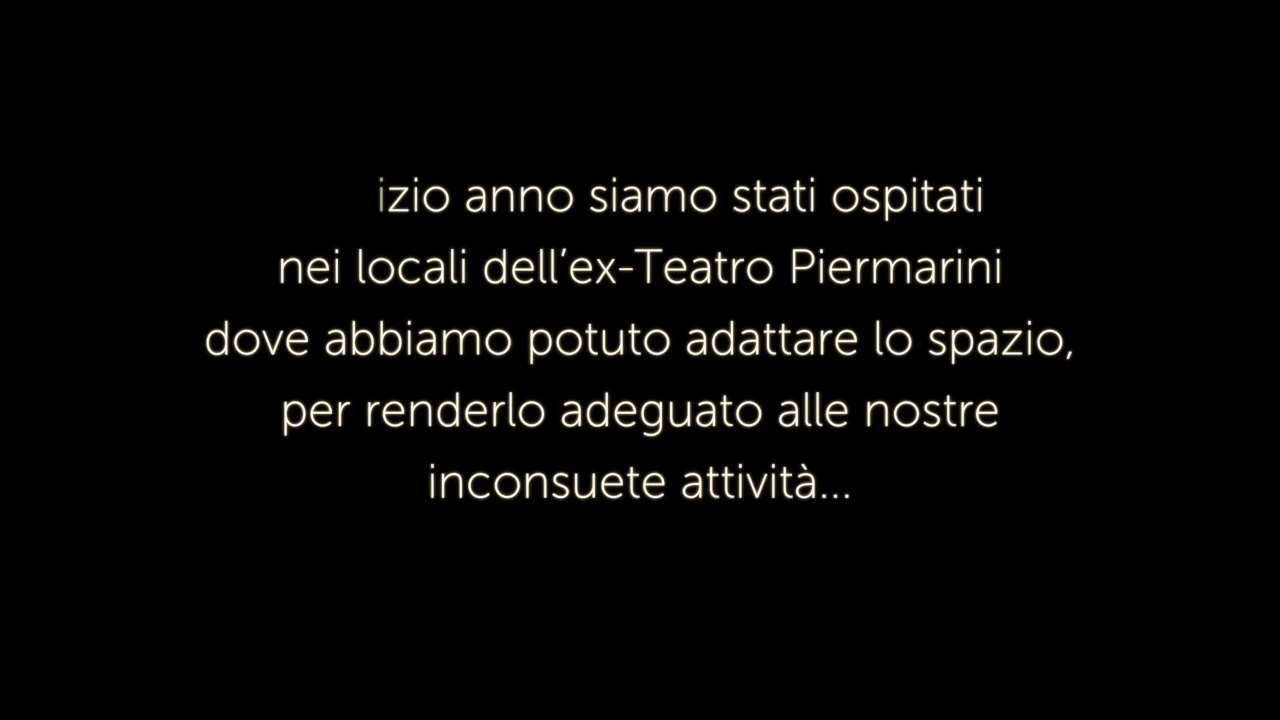 izio anno siamo stati ospitati
nei locali dell’ex-Teatro Piermarini
dove abbiamo potuto adattare lo spazio,
per renderlo adeguato alle nostre
inconsuete attività...